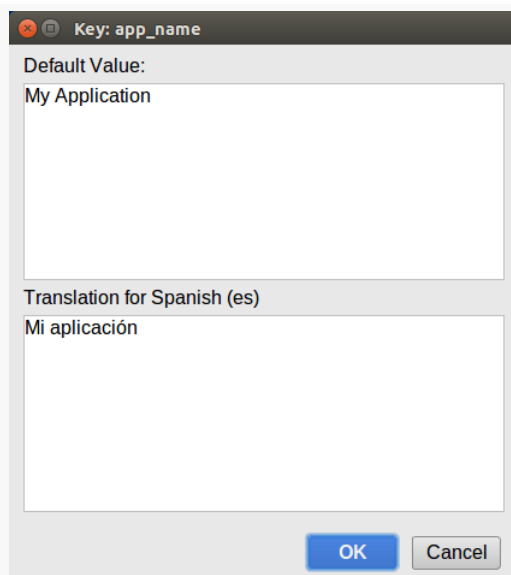 Key: app_name
Default Value:
My Application
Translation for Spanish (es)
Mi aplicación
OK
Cancel